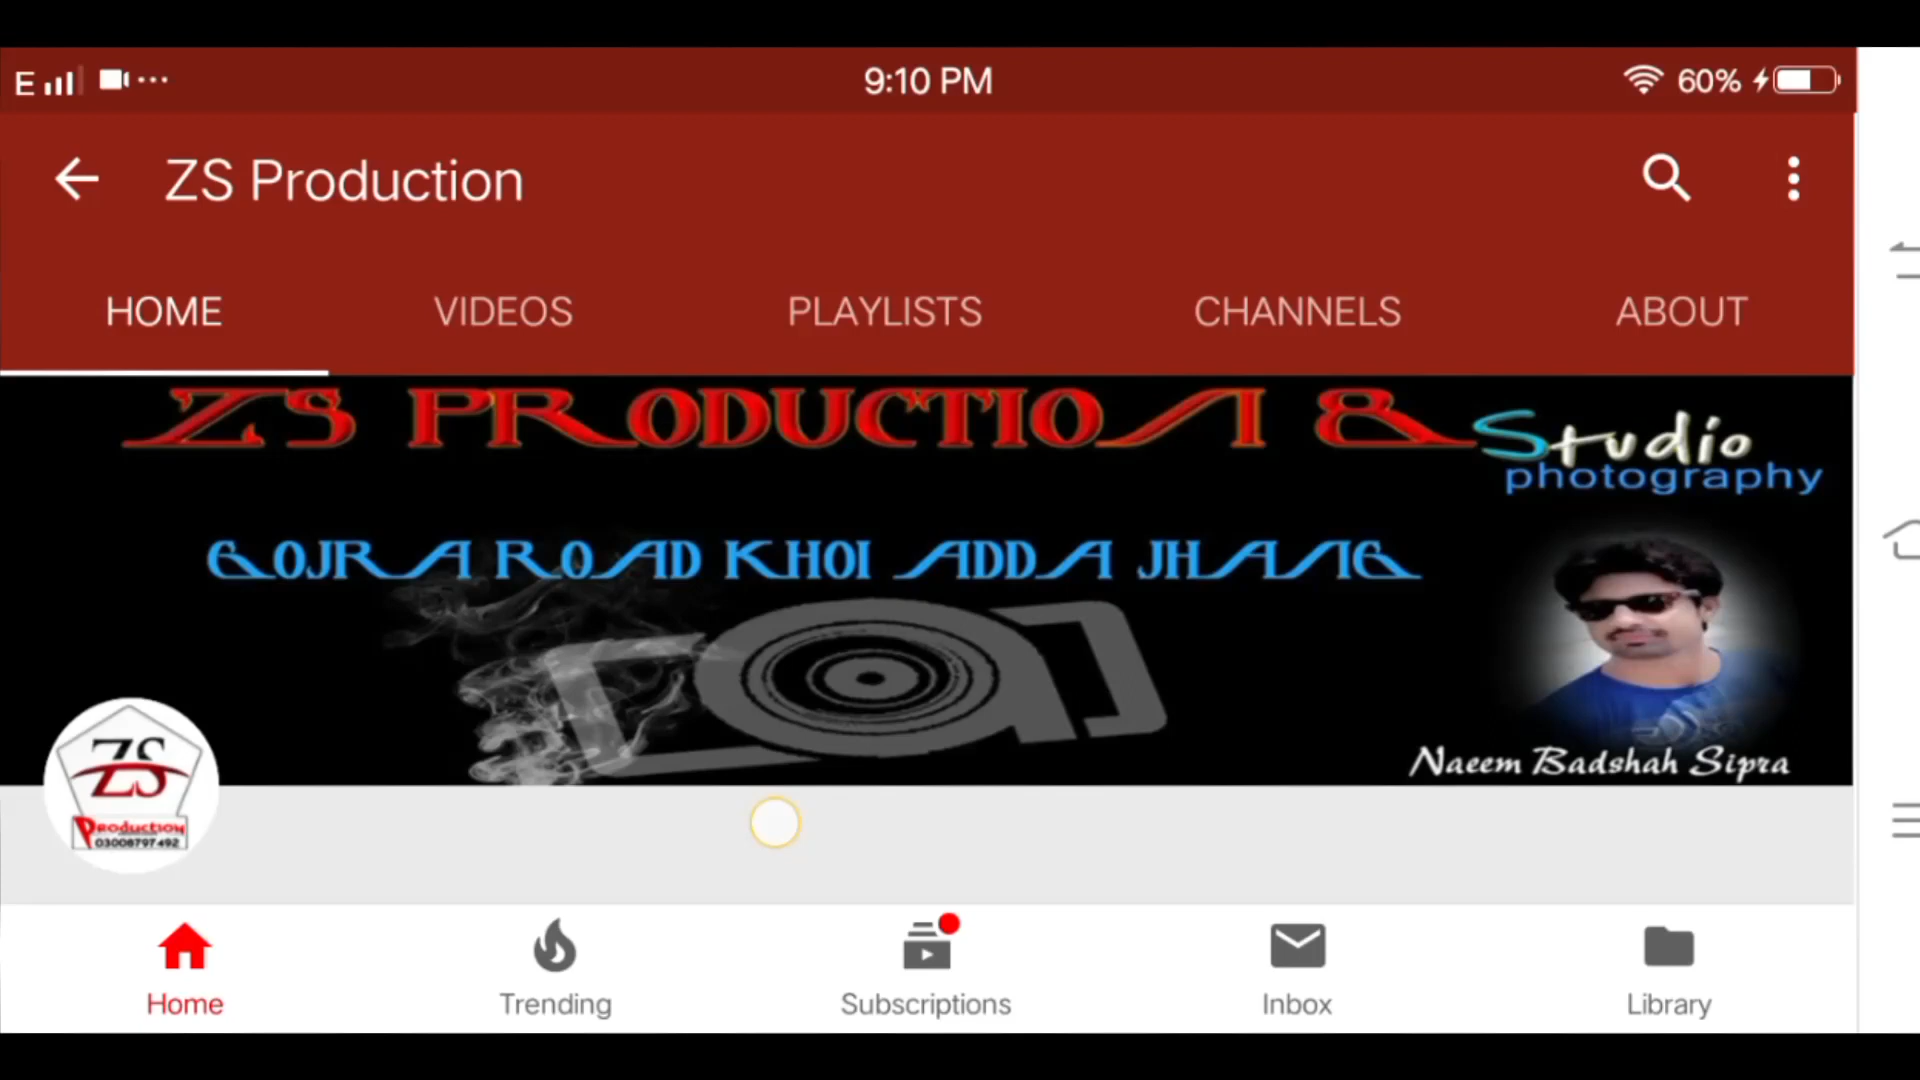 E 9:10 PM 60%
ZS Production
HOME VIDEOS PLAYLISTS CHANNELS ABOUT
ZS PRODUCTION & Studio
photography
GOJRA ROAD KHOI ADDA JHANG
Naeem Badshah Sipra
ZS
Production
03008797492
Home Trending Subscriptions Inbox Library